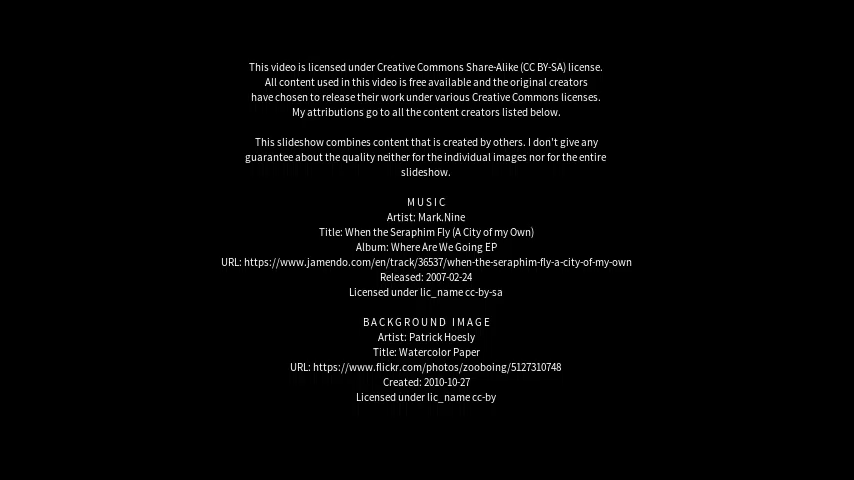 This video is licensed under Creative Commons Share-Alike (CC BY-SA) license.
All content used in this video is free available and the original creators
have chosen to release their work under various Creative Commons licenses.
My attributions go to all the content creators listed below.
This slideshow combines content that is created by others. I don't give any
guarantee about the quality neither for the individual images nor for the entire
slideshow.
MUSIC
Artist: Mark.Nine
Title: When the Seraphim Fly (A City of my Own)
Album: Where Are We Going EP
URL: https://www.jamendo.com/en/track/36537/when-the-seraphim-fly-a-city-of-my-own
Released: 2007-02-24
Licensed under lic_name cc-by-sa
BACKGROUND IMAGE
Artist: Patrick Hoesly
Title: Watercolor Paper
URL: https://www.flickr.com/photos/zooboing/5127310748
Created: 2010-10-27
Licensed under lic_name cc-by